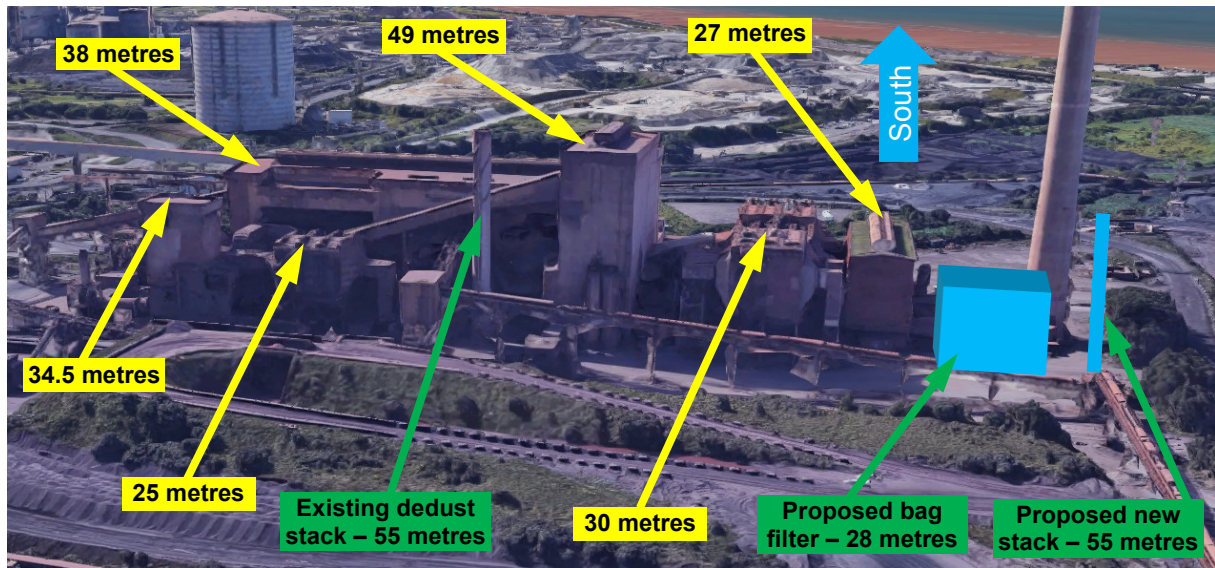 38 metres
49 metres
27 metres
South
34.5 metres
25 metres
Existing dedust
stack – 55 metres
30 metres
Proposed bag
filter – 28 metres
Proposed new
stack – 55 metres